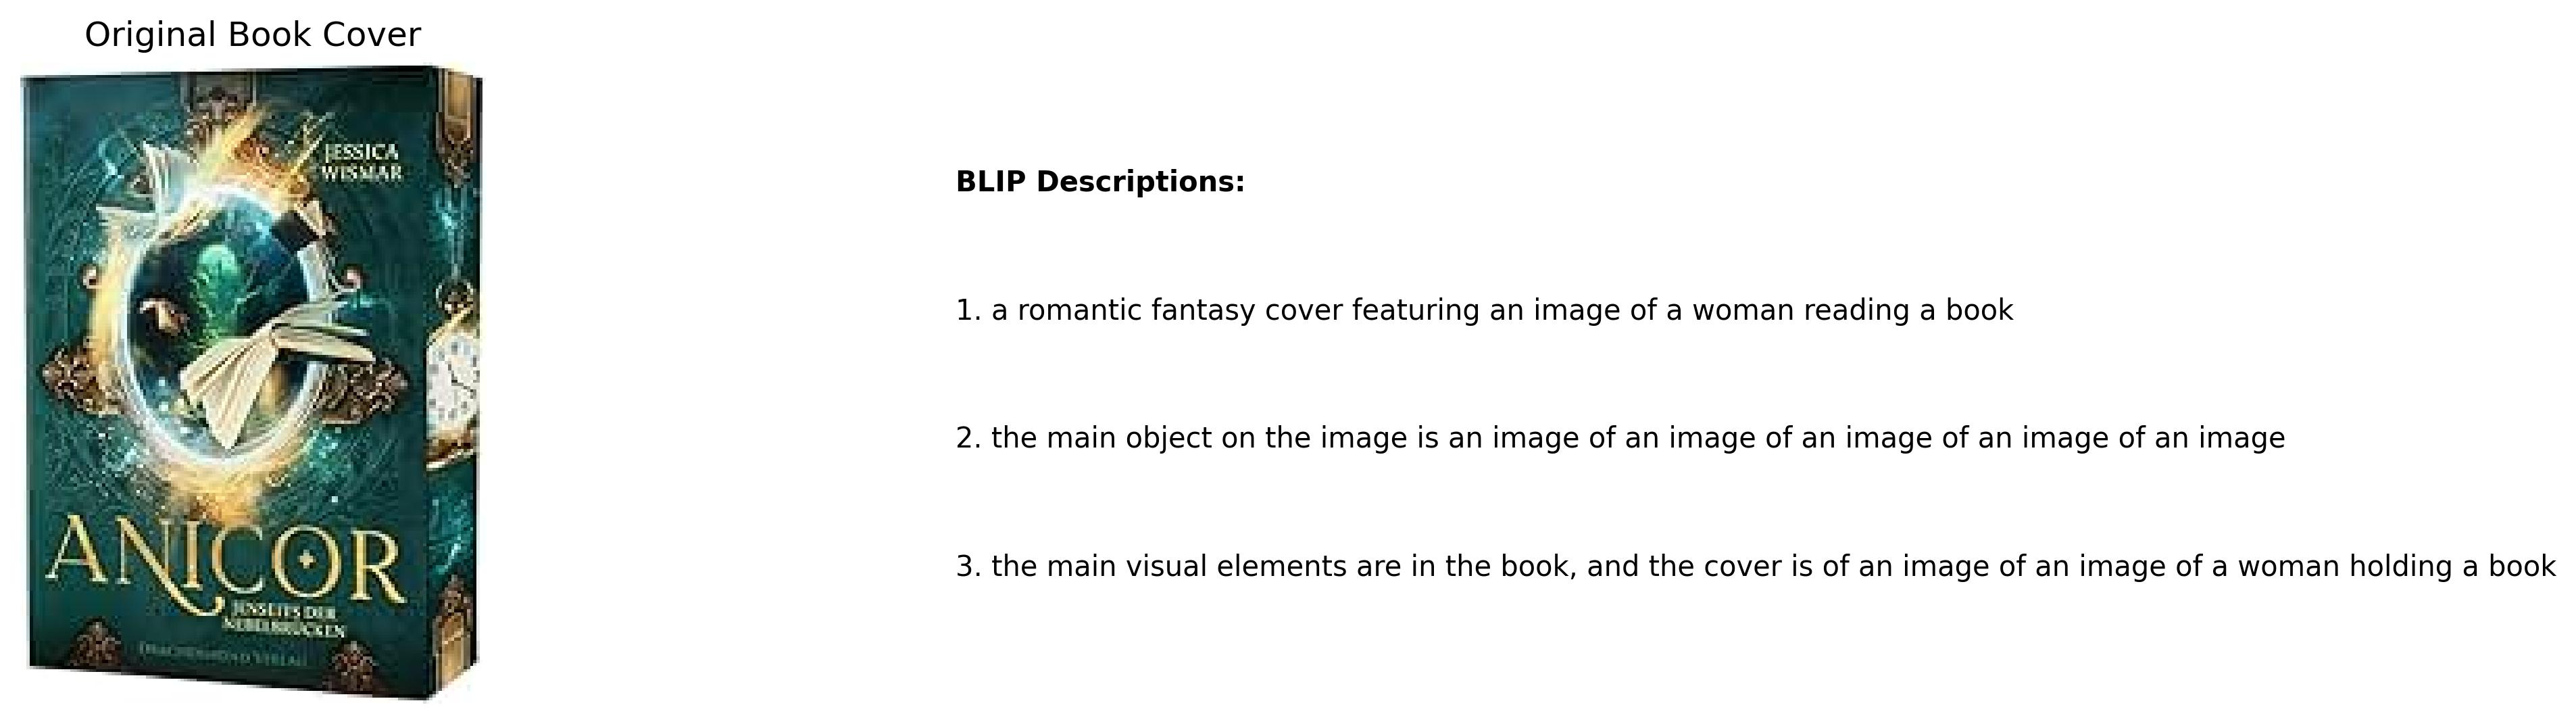 Original Book Cover
JESSICA
WISMAR
ANICOR
JENSEITS DER
NEBELBRÜCKEN
DRACHENMOND VERLAG
BLIP Descriptions:
1. a romantic fantasy cover featuring an image of a woman reading a book
2. the main object on the image is an image of an image of an image of an image of an image
3. the main visual elements are in the book, and the cover is of an image of an image of a woman holding a book